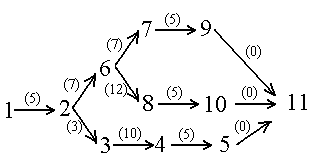 7 (5) 9
(7) (0)
6
(7) (12) 8 (5) 10 (0) 11
1 (5) 2
(3) (10) (5) (0)
3 4 5